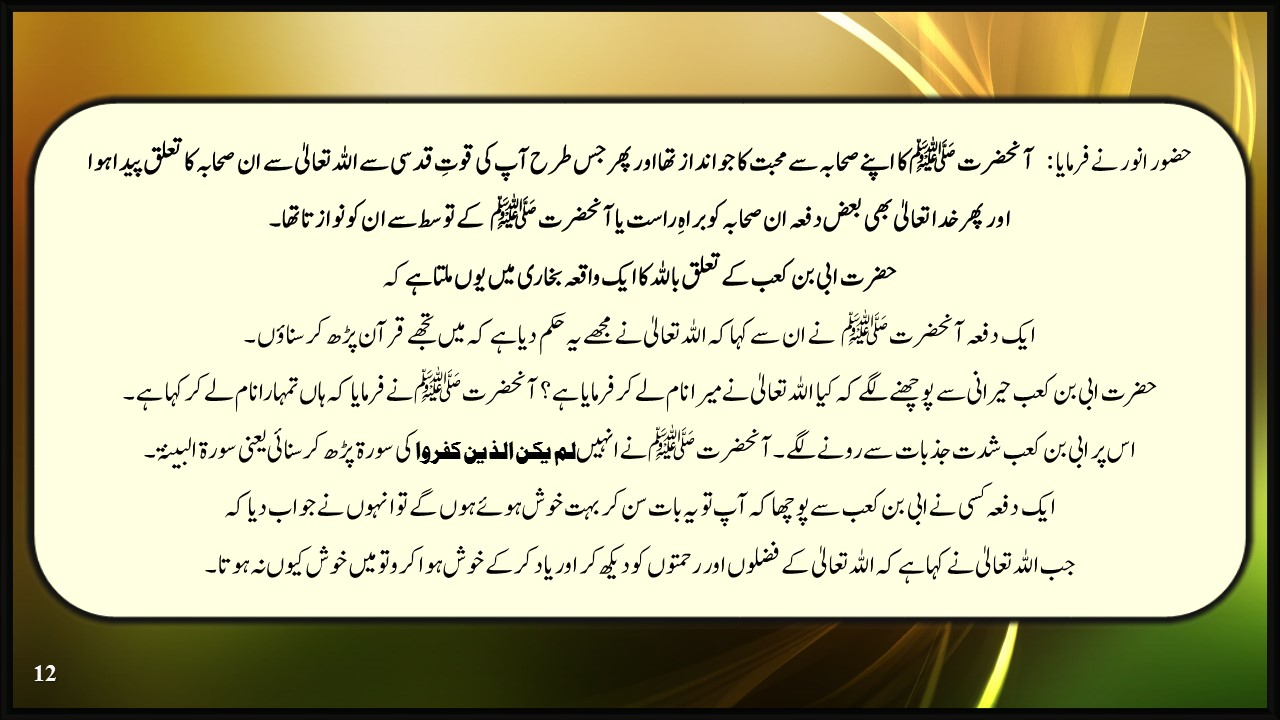 حضور انور نے فرمایا: آنحضرت ﷺ کا اپنے صحابہ سے محبت کا جو انداز تھا اور پھر جس طرح آپ کی قوتِ قدسی سے اللہ تعالیٰ سے ان صحابہ کا تعلق پیدا ہوا
اور پھر خدا تعالیٰ بھی بعض دفعہ ان صحابہ کو براہِ راست یا آنحضرت ﷺ کے توسط سے ان کو نوازتا تھا۔
حضرت ابی بن کعب کے تعلق باللہ کا ایک واقعہ بخاری میں یوں ملتا ہے کہ
ایک دفعہ آنحضرت ﷺ نے ان سے کہا کہ اللہ تعالیٰ نے مجھے یہ حکم دیا ہے کہ میں تجھے قرآن پڑھ کر سناؤں۔
حضرت ابی بن کعب حیرانی سے پوچھنے لگے کہ کیا اللہ تعالیٰ نے میرا نام لے کر فرمایا ہے؟ آنحضرت ﷺ نے فرمایا کہ ہاں تمہارا نام لے کر کہا ہے۔
اس پر ابی بن کعب شدت جذبات سے رونے لگے۔ آنحضرت ﷺ نے انہیں لم یکن الذین کفروا کی سورۃ پڑھ کر سنائی یعنی سورۃ البینۃ۔
ایک دفعہ کسی نے ابی بن کعب سے پوچھا کہ آپ تو یہ بات سن کر بہت خوش ہوئے ہوں گے تو انہوں نے جواب دیا کہ
جب اللہ تعالیٰ نے کہا ہے کہ اللہ تعالیٰ کے فضلوں اور رحمتوں کو دیکھ کر اور یاد کر کے خوش ہوا کرو تو میں خوش کیوں نہ ہوتا۔
12